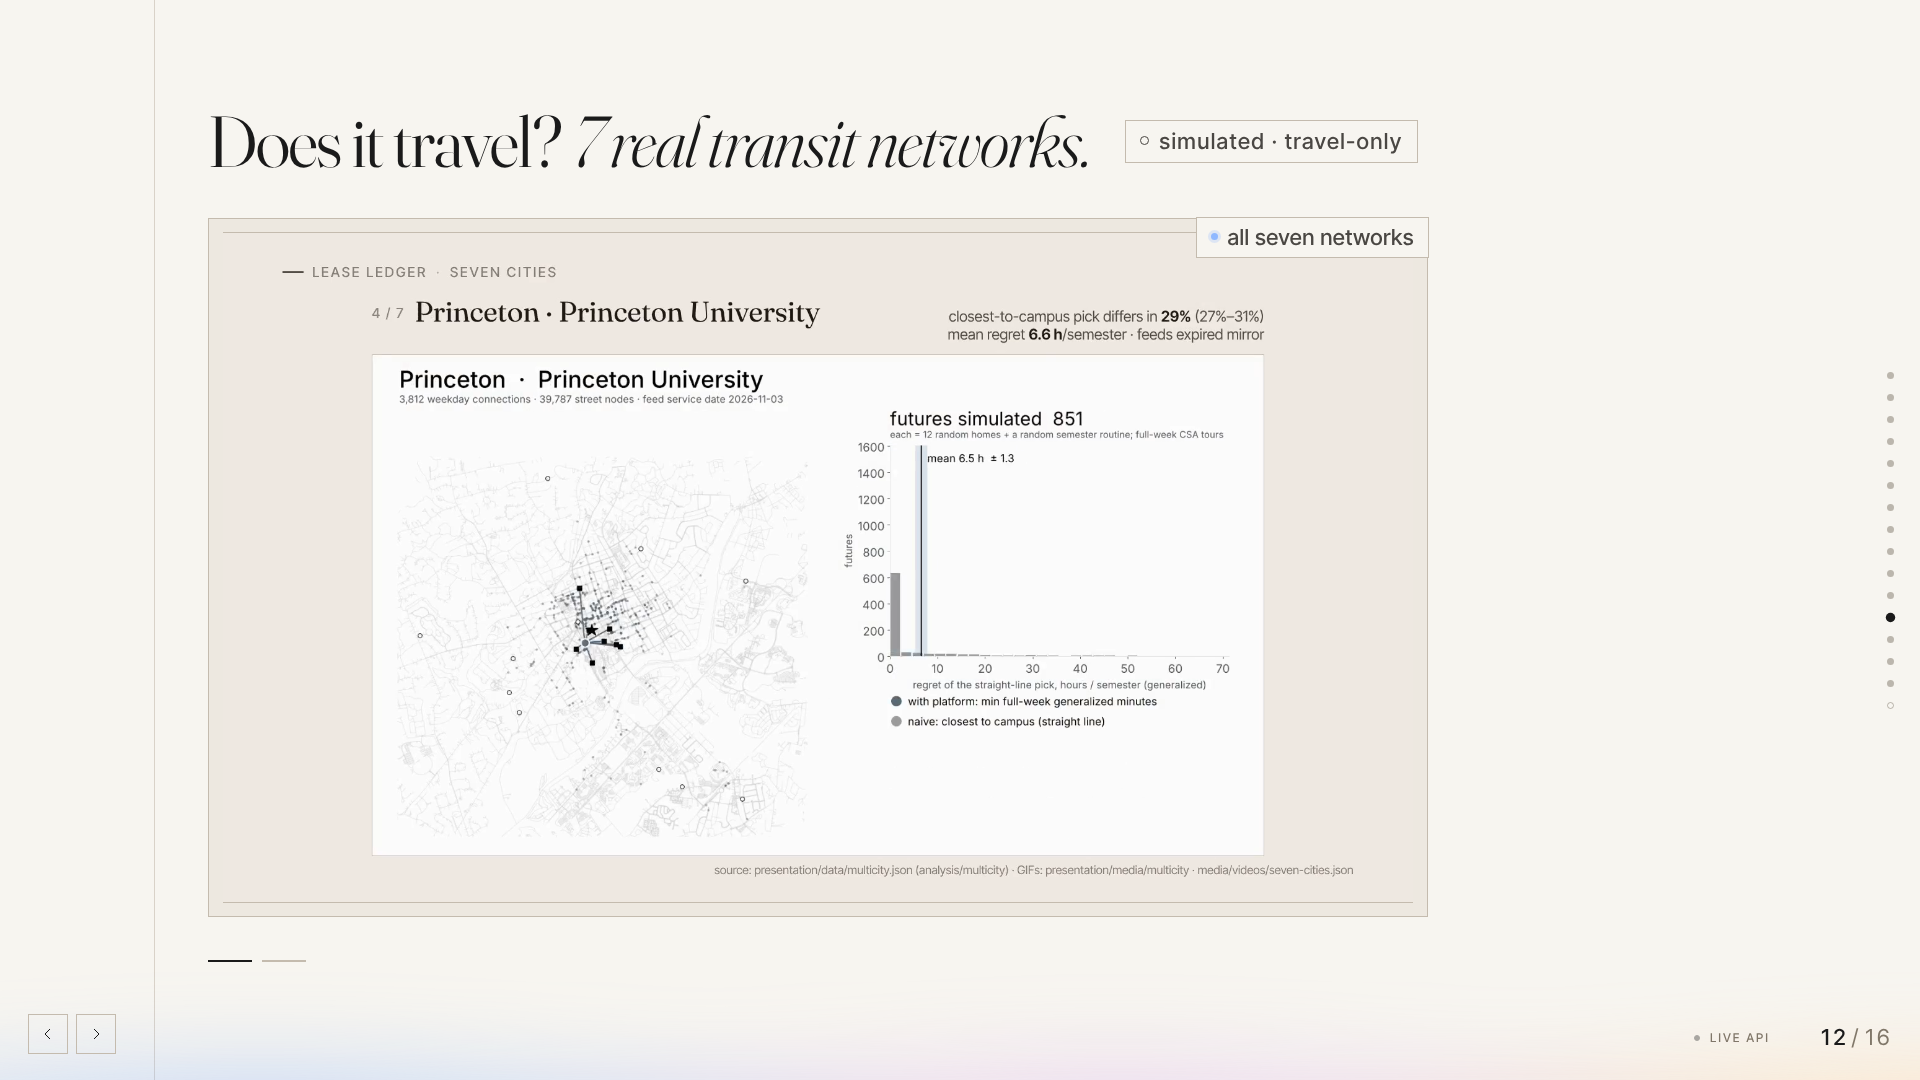 Does it travel? 7 real transit networks.
simulated · travel-only
all seven networks
LEASE LEDGER · SEVEN CITIES
4 / 7 Princeton · Princeton University
closest-to-campus pick differs in 29% (27%–31%)
mean regret 6.6 h/semester · feeds expired mirror
Princeton · Princeton University
3,812 weekday connections · 39,787 street nodes · feed service date 2026-11-03
futures simulated 851
each = 12 random homes + a random semester routine; full-week CSA tours
mean 6.5 h ± 1.3
1600
1400
1200
1000
800
600
400
200
0
futures
0 10 20 30 40 50 60 70
regret of the straight-line pick, hours / semester (generalized)
with platform: min full-week generalized minutes
naive: closest to campus (straight line)
source: presentation/data/multicity.json (analysis/multicity) · GIFs: presentation/media/multicity · media/videos/seven-cities.json
LIVE API
12 / 16